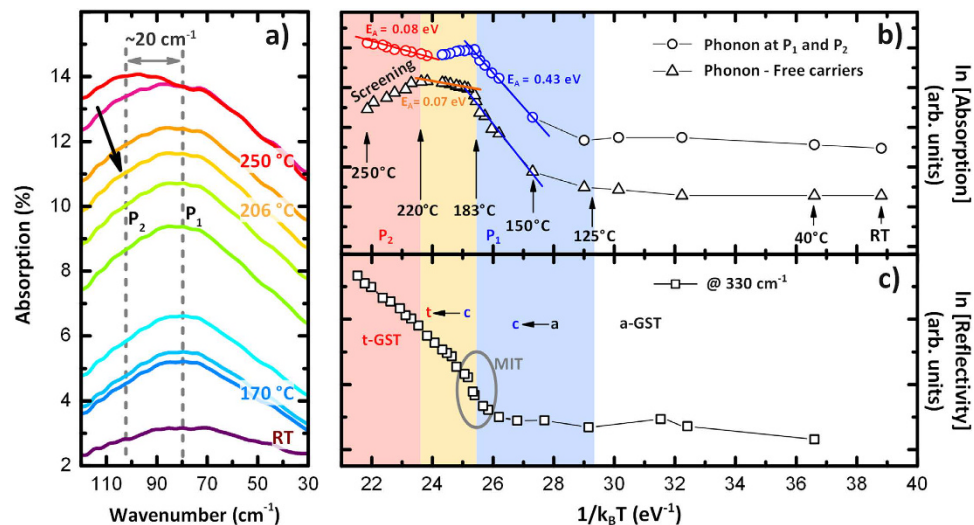 a)
~20 cm⁻¹
14
12
10
8
6
4
2
Absorption (%)
250 °C
206 °C
P₂
P₁
170 °C
RT
110
90
70
50
30
Wavenumber (cm⁻¹)
b)
E_A = 0.08 eV
Screening
E_A = 0.07 eV
E_A = 0.43 eV
Phonon at P₁ and P₂
Phonon - Free carriers
250°C
220°C
183°C
150°C
125°C
40°C
RT
P₂
P₁
ln [Absorption]
(arb. units)
c)
@ 330 cm⁻¹
t c
c a
a-GST
t-GST
MIT
ln [Reflectivity]
(arb. units)
22
24
26
28
30
32
34
36
38
40
1/k_BT (eV⁻¹)